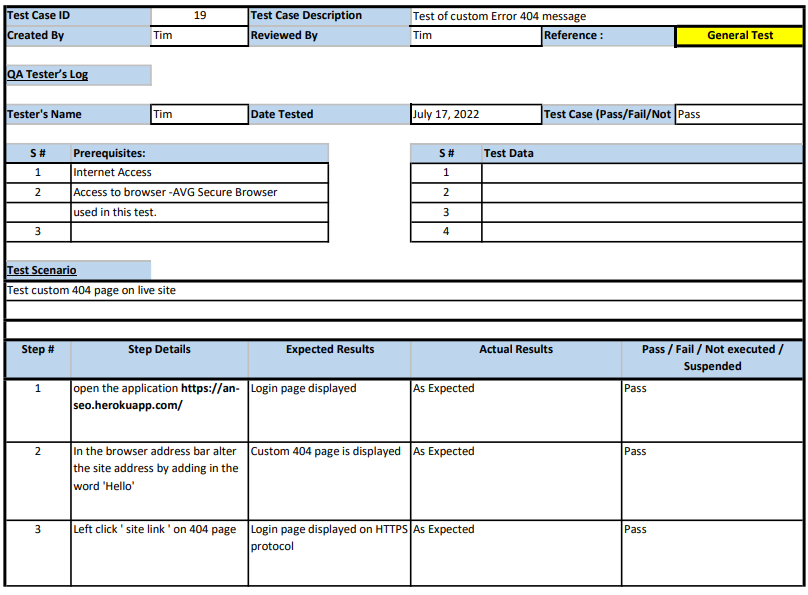 Test Case ID 19 Test Case Description Test of custom Error 404 message
Created By Tim Reviewed By Tim Reference : General Test
QA Tester's Log
Tester's Name Tim Date Tested July 17, 2022 Test Case (Pass/Fail/Not Pass
S # Prerequisites: S # Test Data
1 Internet Access 1
2 Access to browser -AVG Secure Browser 2
used in this test. 3
3 4
Test Scenario
Test custom 404 page on live site
Step # Step Details Expected Results Actual Results Pass / Fail / Not executed /
Suspended
1 open the application https://an- Login page displayed As Expected Pass
seo.herokuapp.com/
2 In the browser address bar alter Custom 404 page is displayed As Expected Pass
the site address by adding in the
word 'Hello'
3 Left click ' site link ' on 404 page Login page displayed on HTTPS As Expected Pass
protocol